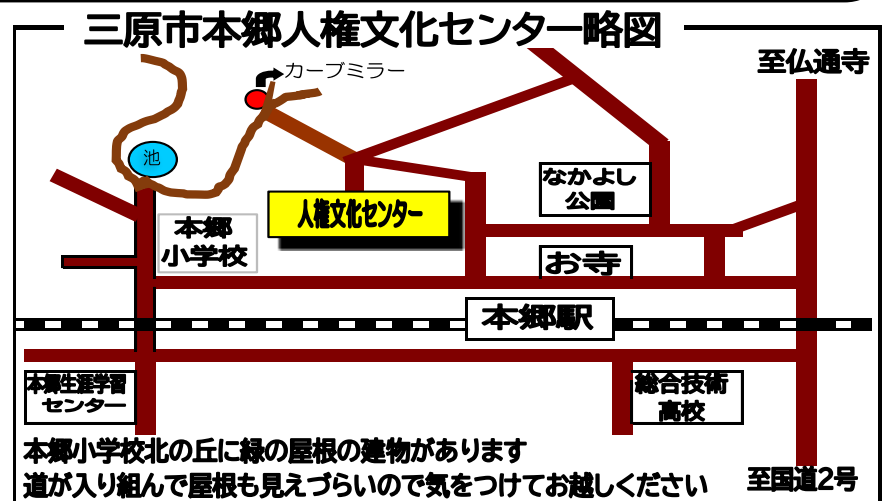 三原市本郷人権文化センター略図
至仏通寺
カーブミラー
池
なかよし
公園
人権文化センター
本郷
小学校
お寺
本郷駅
本郷生涯学習
センター
総合技術
高校
本郷小学校北の丘に緑の屋根の建物があります
道が入り組んで屋根も見えづらいので気をつけてお越しください
至国道2号